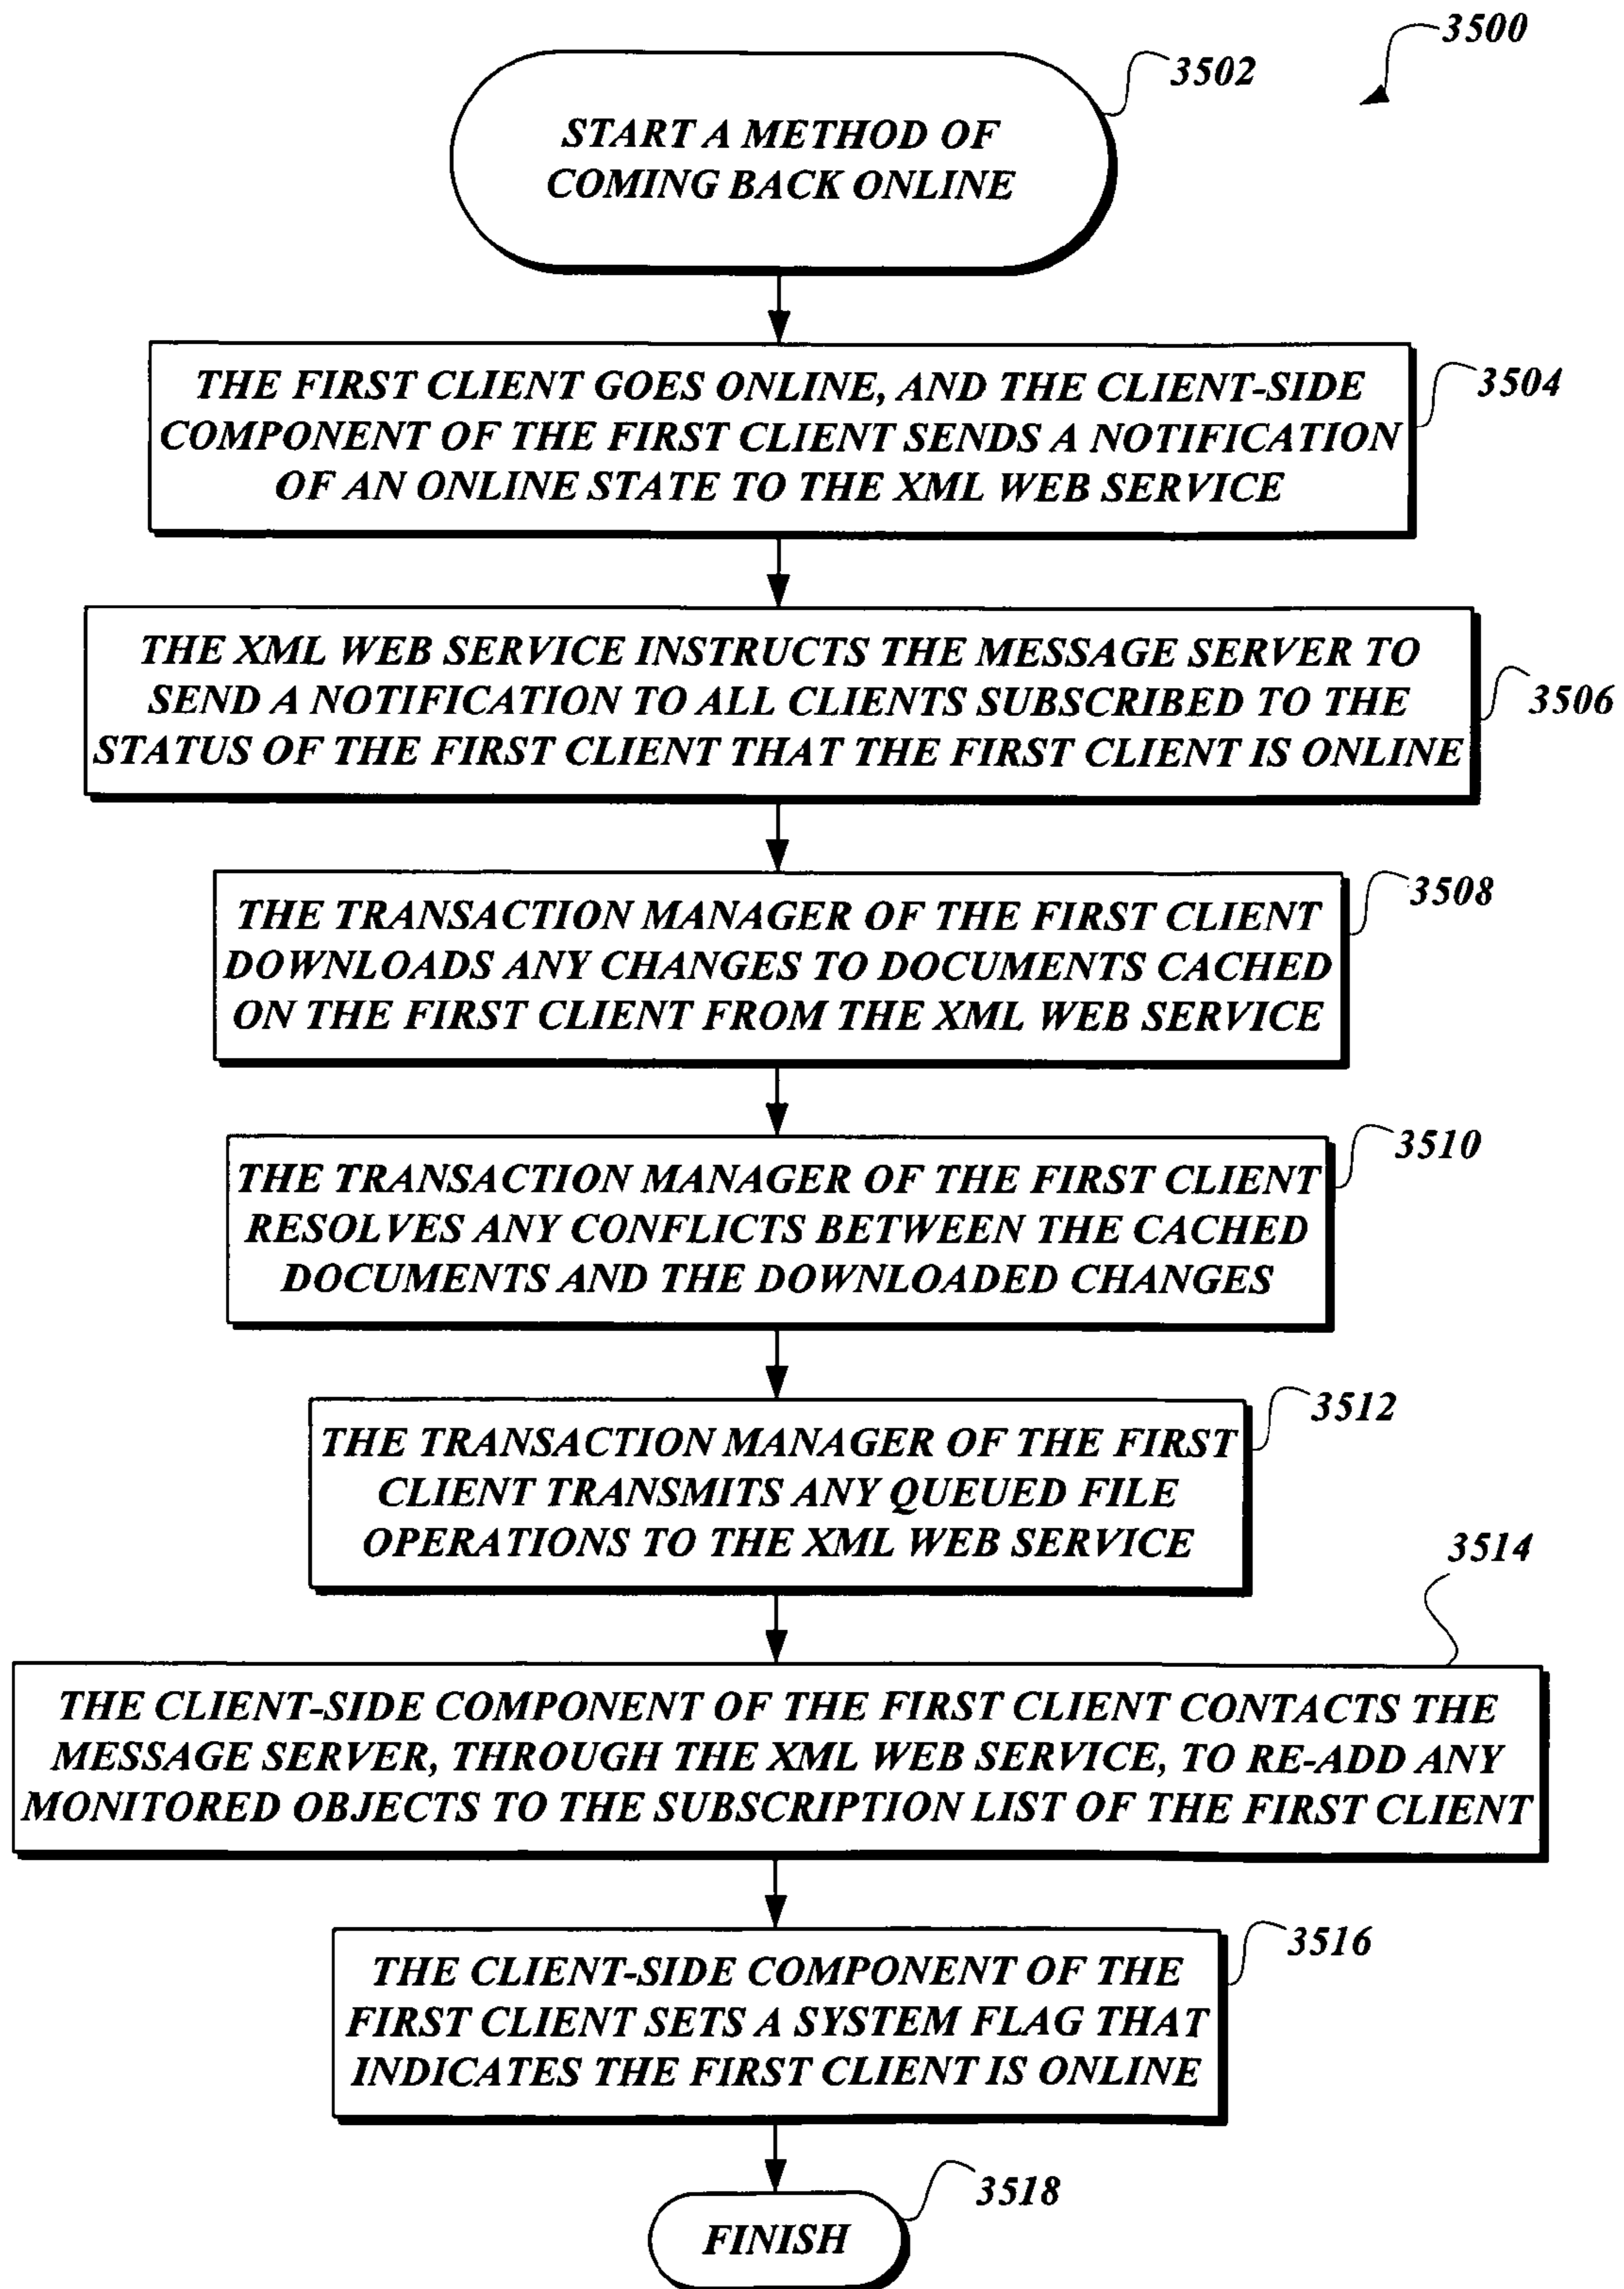 3500
3502
START A METHOD OF
COMING BACK ONLINE
3504
THE FIRST CLIENT GOES ONLINE, AND THE CLIENT-SIDE
COMPONENT OF THE FIRST CLIENT SENDS A NOTIFICATION
OF AN ONLINE STATE TO THE XML WEB SERVICE
3506
THE XML WEB SERVICE INSTRUCTS THE MESSAGE SERVER TO
SEND A NOTIFICATION TO ALL CLIENTS SUBSCRIBED TO THE
STATUS OF THE FIRST CLIENT THAT THE FIRST CLIENT IS ONLINE
3508
THE TRANSACTION MANAGER OF THE FIRST CLIENT
DOWNLOADS ANY CHANGES TO DOCUMENTS CACHED
ON THE FIRST CLIENT FROM THE XML WEB SERVICE
3510
THE TRANSACTION MANAGER OF THE FIRST CLIENT
RESOLVES ANY CONFLICTS BETWEEN THE CACHED
DOCUMENTS AND THE DOWNLOADED CHANGES
3512
THE TRANSACTION MANAGER OF THE FIRST
CLIENT TRANSMITS ANY QUEUED FILE
OPERATIONS TO THE XML WEB SERVICE
3514
THE CLIENT-SIDE COMPONENT OF THE FIRST CLIENT CONTACTS THE
MESSAGE SERVER, THROUGH THE XML WEB SERVICE, TO RE-ADD ANY
MONITORED OBJECTS TO THE SUBSCRIPTION LIST OF THE FIRST CLIENT
3516
THE CLIENT-SIDE COMPONENT OF THE
FIRST CLIENT SETS A SYSTEM FLAG THAT
INDICATES THE FIRST CLIENT IS ONLINE
3518
FINISH